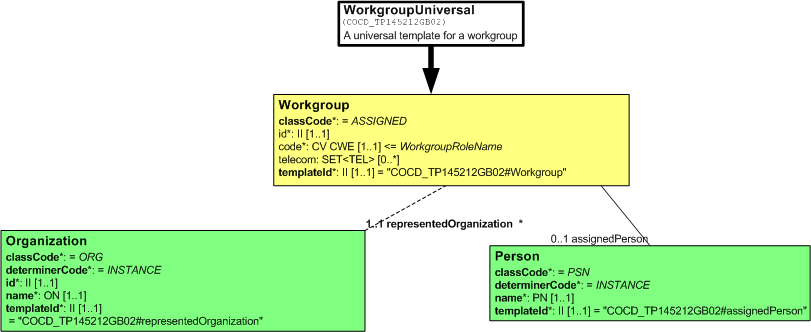 WorkgroupUniversal
(COCD_TP145212GB02)
A universal template for a workgroup
Workgroup
classCode*: = ASSIGNED
id*: II [1..1]
code*: CV CWE [1..1] <= WorkgroupRoleName
telecom: SET<TEL> [0..*]
templateId*: II [1..1] = "COCD_TP145212GB02#Workgroup"
1..1 representedOrganization *
0..1 assignedPerson
Organization
classCode*: = ORG
determinerCode*: = INSTANCE
id*: II [1..1]
name*: ON [1..1]
templateId*: II [1..1]
= "COCD_TP145212GB02#representedOrganization"
Person
classCode*: = PSN
determinerCode*: = INSTANCE
name*: PN [1..1]
templateId*: II [1..1] = "COCD_TP145212GB02#assignedPerson"